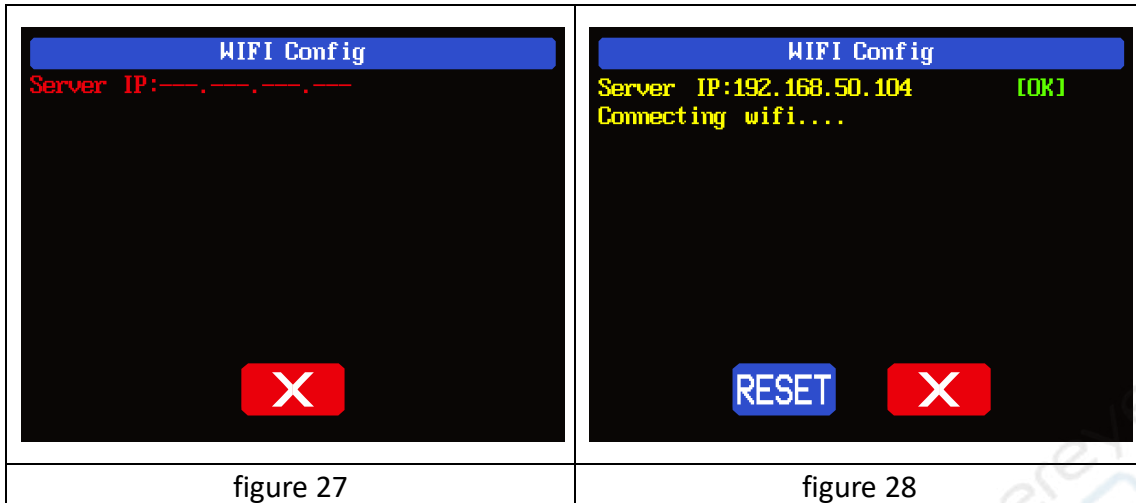 WIFI Config
Server IP:---.---.---.---
X
figure 27
WIFI Config
Server IP:192.168.50.104 [OK]
Connecting wifi....
RESET X
figure 28